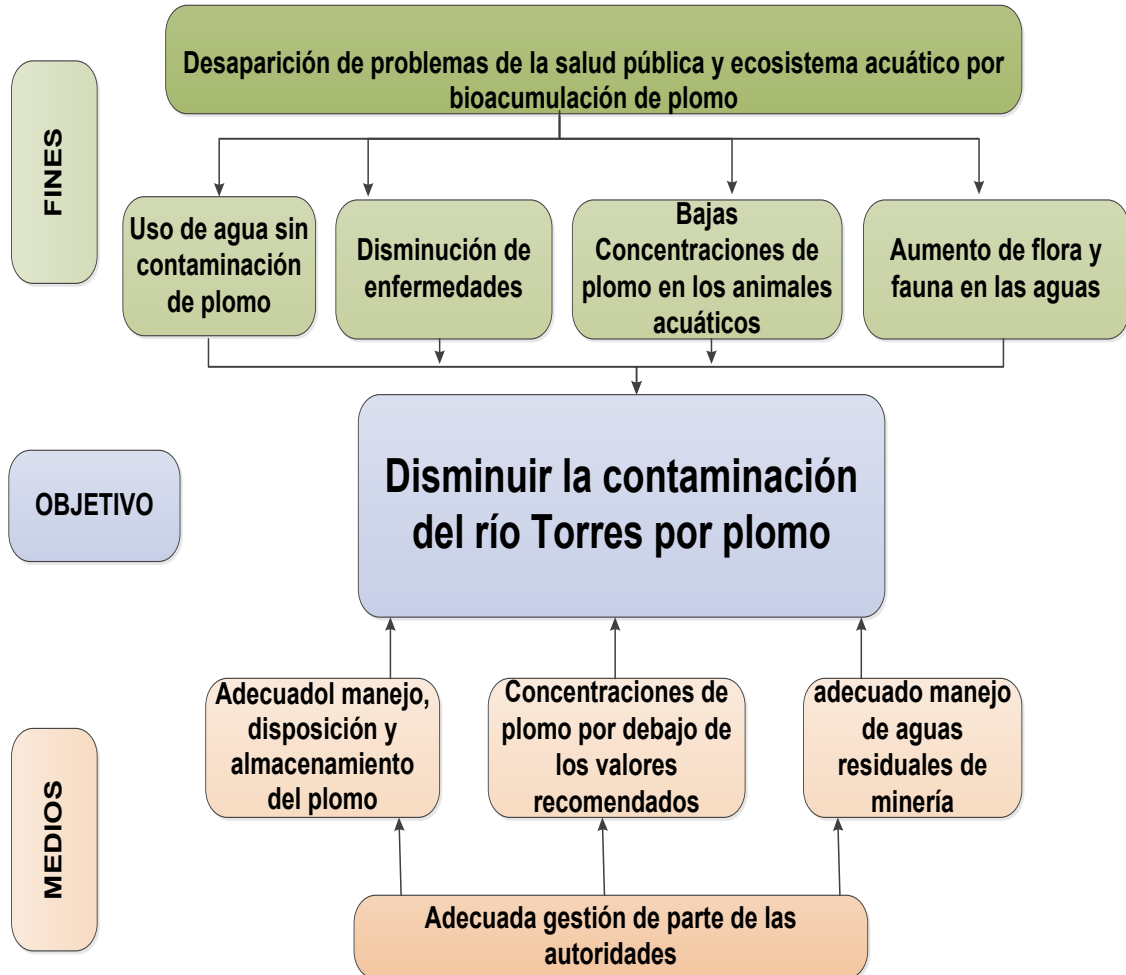 FINES
Desaparición de problemas de la salud pública y ecosistema acuático por
bioacumulación de plomo
Uso de agua sin
contaminación
de plomo
Disminución de
enfermedades
Bajas
Concentraciones de
plomo en los animales
acuáticos
Aumento de flora y
fauna en las aguas
OBJETIVO
Disminuir la contaminación
del río Torres por plomo
MEDIOS
Adecuadol manejo,
disposición y
almacenamiento
del plomo
Concentraciones de
plomo por debajo de
los valores
recomendados
adecuado manejo
de aguas
residuales de
minería
Adecuada gestión de parte de las
autoridades